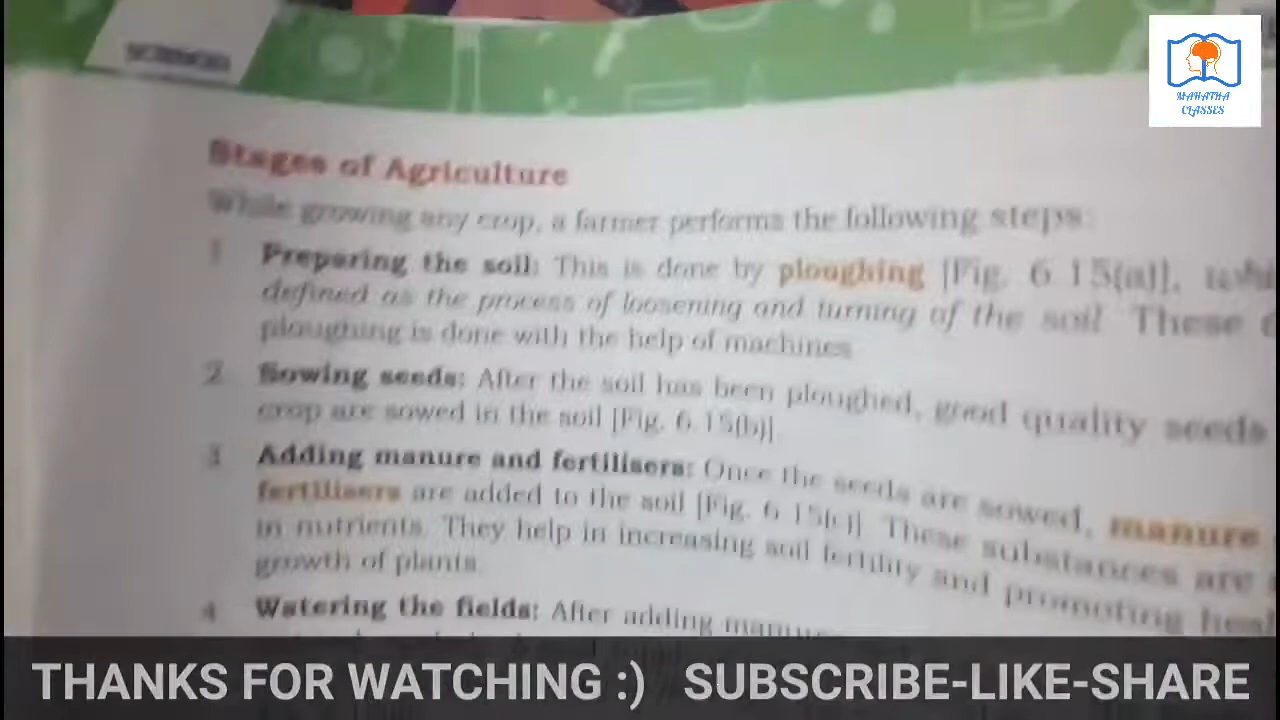 SCIENCE
MAHATHA
CLASSES
Stages of Agriculture
While growing any crop, a farmer performs the following steps:
1 Preparing the soil: This is done by ploughing [Fig. 6.15(a)],
defined as the process of loosening and turning of the soil. These
ploughing is done with the help of machines.
2 Sowing seeds: After the soil has been ploughed, good quality seeds
crop are sowed in the soil [Fig. 6.15(b)].
3 Adding manure and fertilisers: Once the seeds are sowed, manure
fertilisers are added to the soil [Fig. 6.15(c)]. These substances are
in nutrients. They help in increasing soil fertility and promoting
growth of plants.
4 Watering the fields: After adding
THANKS FOR WATCHING :) SUBSCRIBE-LIKE-SHARE